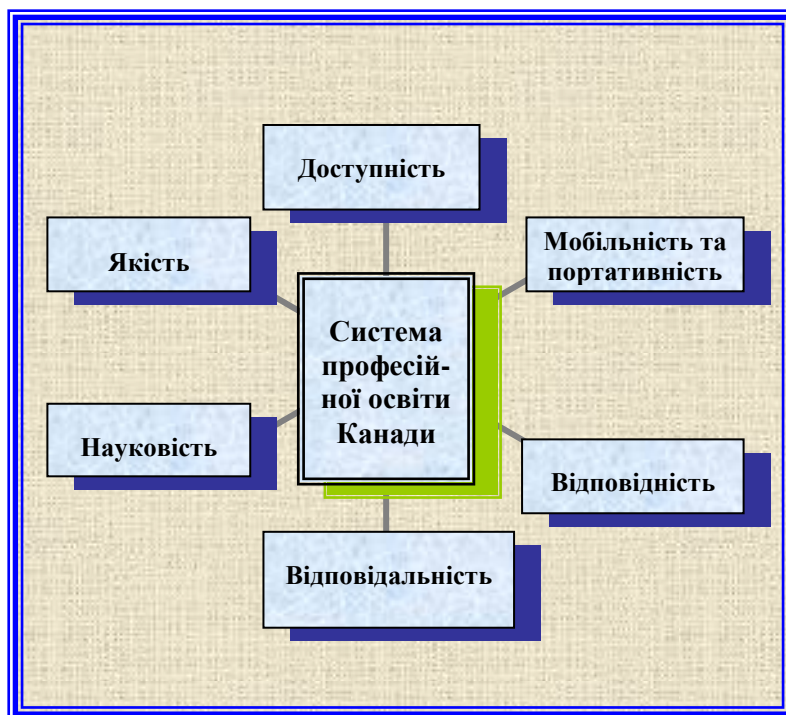 Доступність
Якість
Мобільність та
портативність
Система
професій-
ної освіти
Канади
Науковість
Відповідність
Відповідальність